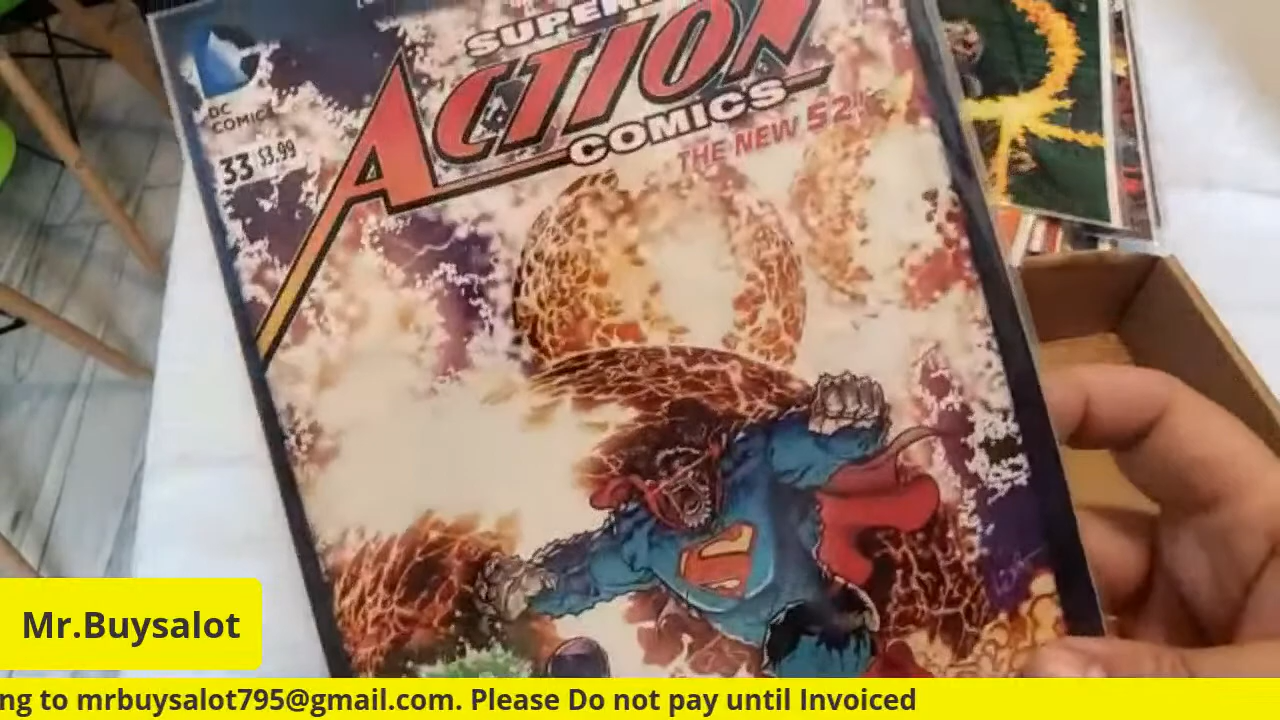 DC
COMICS
33 $3.99
ACTION
COMICS
THE NEW 52!
Mr.Buysalot
ng to mrbuysalot795@gmail.com. Please Do not pay until Invoiced